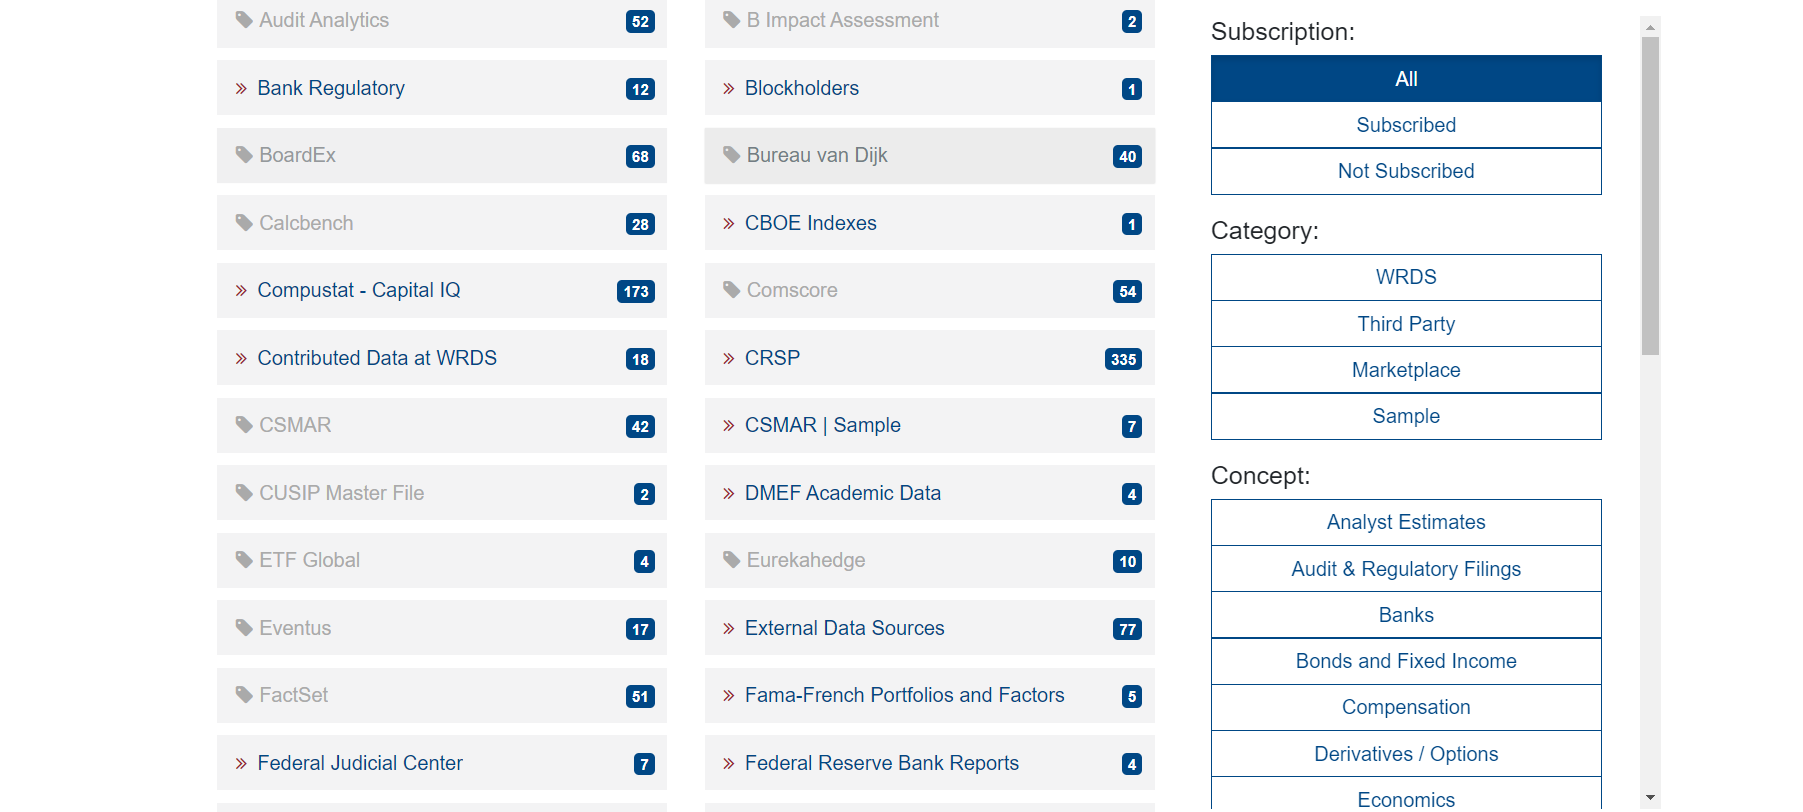 Audit Analytics 52
B Impact Assessment 2
» Bank Regulatory 12
» Blockholders 1
BoardEx 68
Bureau van Dijk 40
Calcbench 28
» CBOE Indexes 1
» Compustat - Capital IQ 173
Comscore 54
» Contributed Data at WRDS 18
» CRSP 335
CSMAR 42
» CSMAR | Sample 7
CUSIP Master File 2
» DMEF Academic Data 4
ETF Global 4
Eurekahedge 10
Eventus 17
» External Data Sources 77
FactSet 51
» Fama-French Portfolios and Factors 5
» Federal Judicial Center 7
» Federal Reserve Bank Reports 4
Subscription:
All
Subscribed
Not Subscribed
Category:
WRDS
Third Party
Marketplace
Sample
Concept:
Analyst Estimates
Audit & Regulatory Filings
Banks
Bonds and Fixed Income
Compensation
Derivatives / Options
Economics